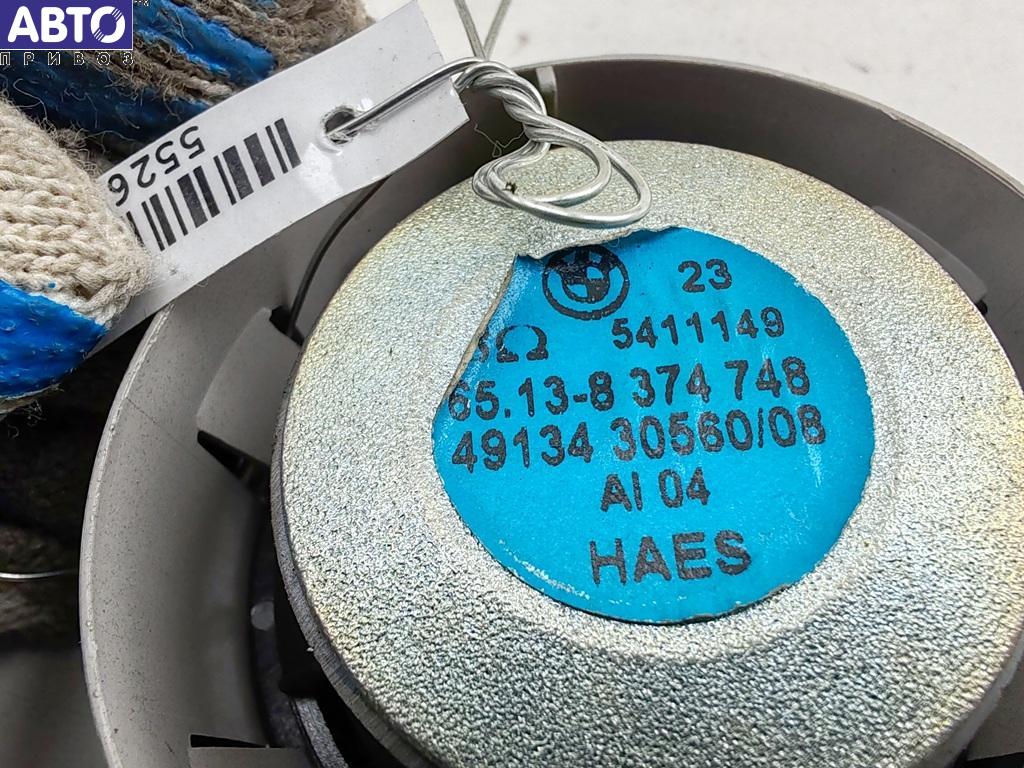 АВТО
ПРИВОЗ
5526
23
Ω 5411149
65.13-8 374 748
49134 30560/08
AI 04
HAES